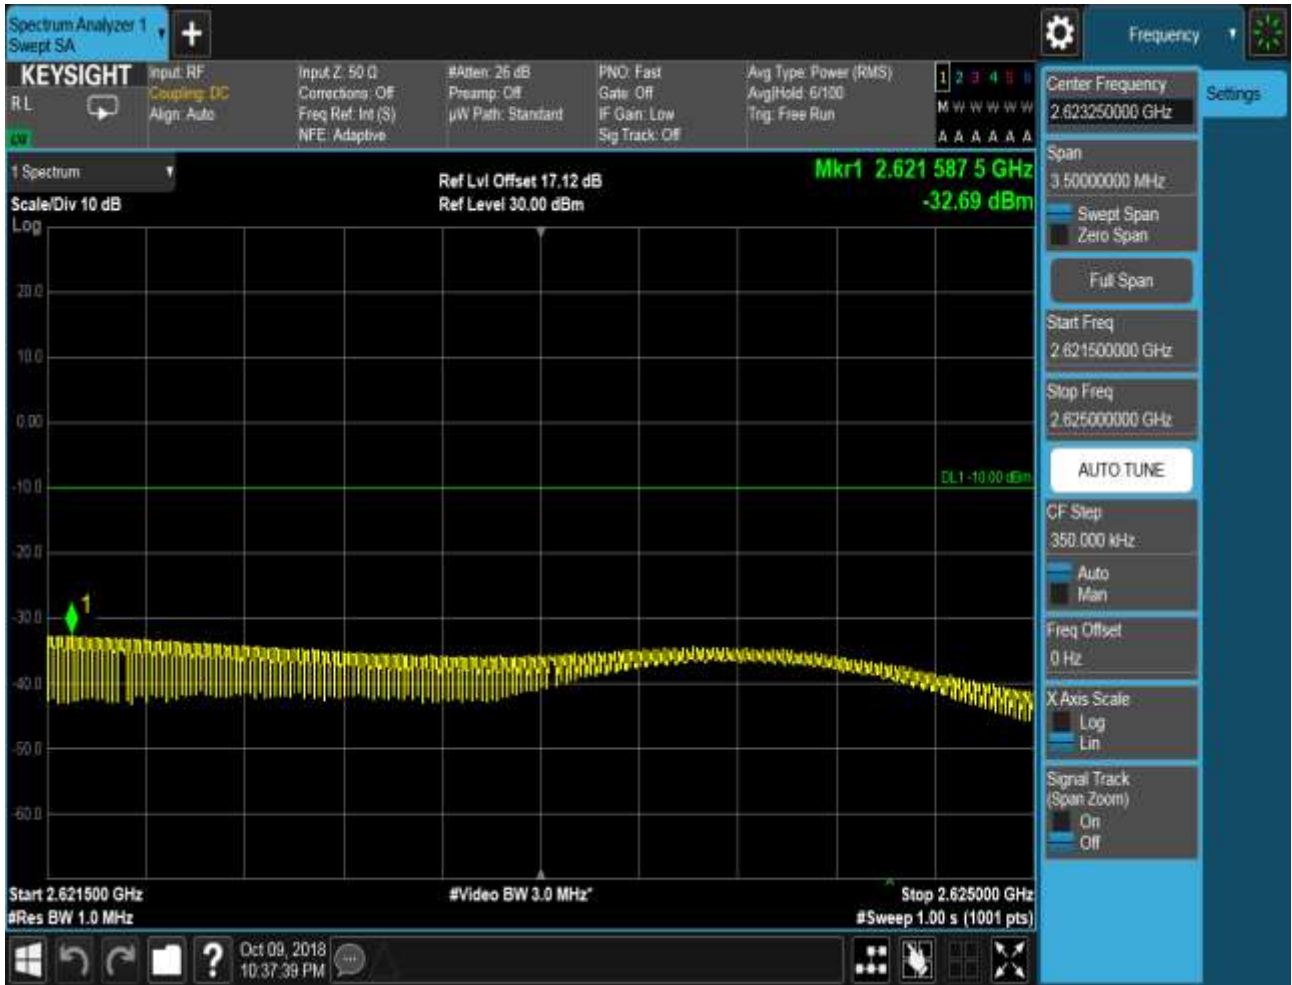 Spectrum Analyzer 1
Swept SA
+
Frequency
KEYSIGHT
R L
Input: RF
Coupling: DC
Align: Auto
Input Z: 50 Ω
Corrections: Off
Freq Ref: Int (S)
NFE: Adaptive
#Atten: 26 dB
Preamp: Off
µW Path: Standard
PNO: Fast
Gate: Off
IF Gain: Low
Sig Track: Off
Avg Type: Power (RMS)
Avg|Hold: 6/100
Trig: Free Run
1 2 3 4 5 6
M W W W W W
A A A A A A
1 Spectrum
Scale/Div 10 dB
Ref Lvl Offset 17.12 dB
Ref Level 30.00 dBm
Mkr1 2.621 587 5 GHz
-32.69 dBm
Log
20.0
10.0
0.00
DL1 -10.00 dBm
-10.0
-20.0
1
-30.0
-40.0
-50.0
-60.0
Start 2.621500 GHz
#Res BW 1.0 MHz
#Video BW 3.0 MHz*
Stop 2.625000 GHz
#Sweep 1.00 s (1001 pts)
Center Frequency
2.623250000 GHz
Settings
Span
3.50000000 MHz
Swept Span
Zero Span
Full Span
Start Freq
2.621500000 GHz
Stop Freq
2.625000000 GHz
AUTO TUNE
CF Step
350.000 kHz
Auto
Man
Freq Offset
0 Hz
X Axis Scale
Log
Lin
Signal Track
(Span Zoom)
On
Off
?
Oct 09, 2018
10:37:39 PM